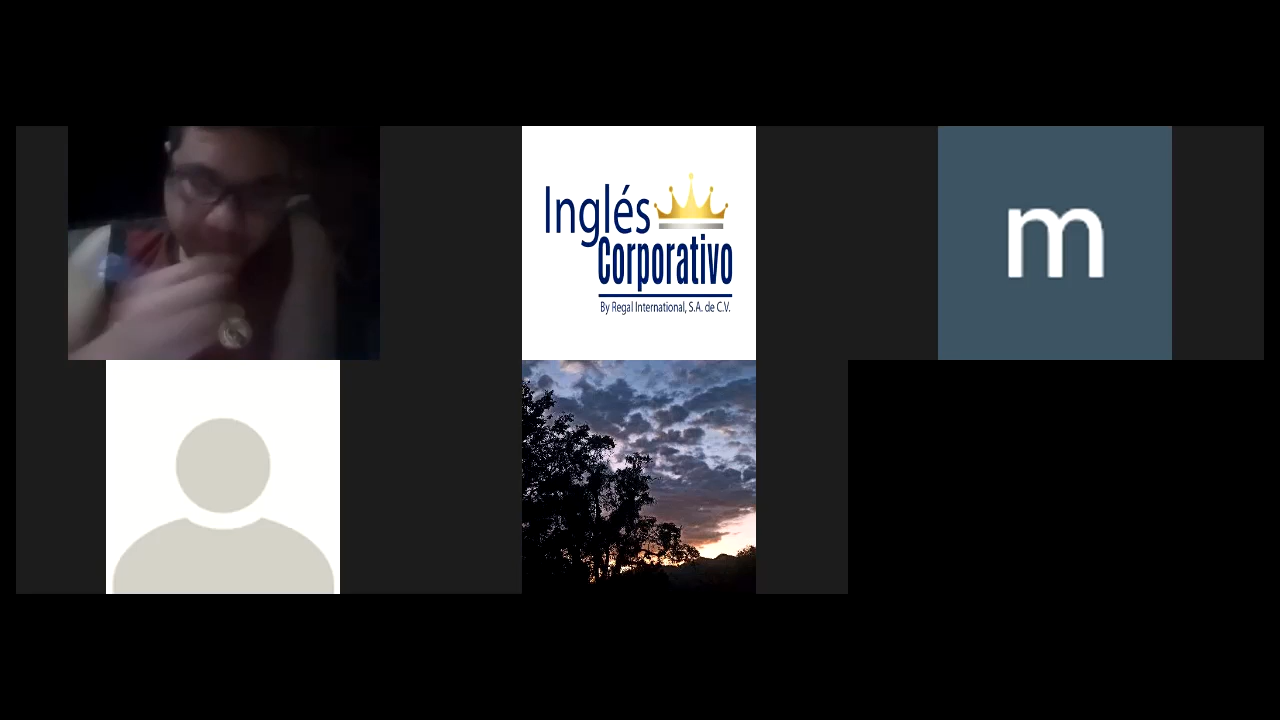 Inglés
Corporativo
By Regal International, S.A. de C.V.
m